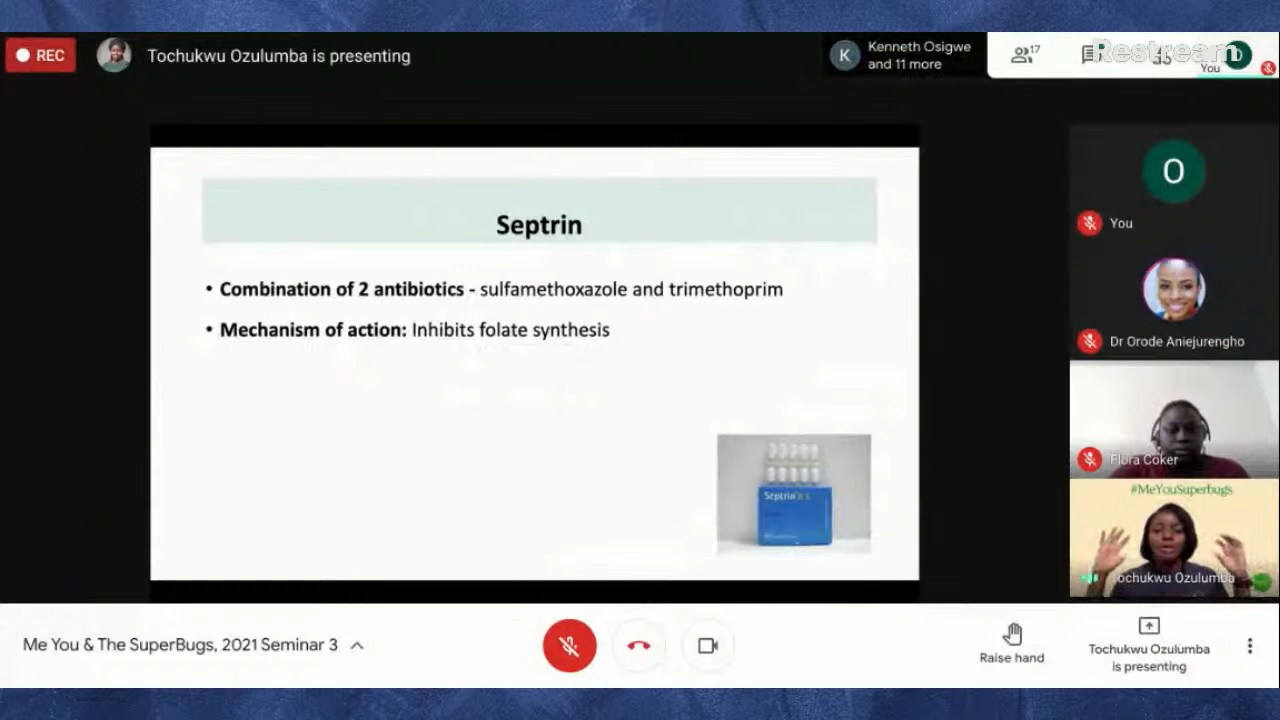 REC
Tochukwu Ozulumba is presenting
K
Kenneth Osigwe
and 11 more
17
Restream
You
Septrin
• Combination of 2 antibiotics - sulfamethoxazole and trimethoprim
• Mechanism of action: Inhibits folate synthesis
Septrin
O
You
Dr Orode Aniejurengho
Flora Coker
#MeYouSuperbugs
Tochukwu Ozulumba
Me You & The SuperBugs, 2021 Seminar 3
Raise hand
Tochukwu Ozulumba
is presenting